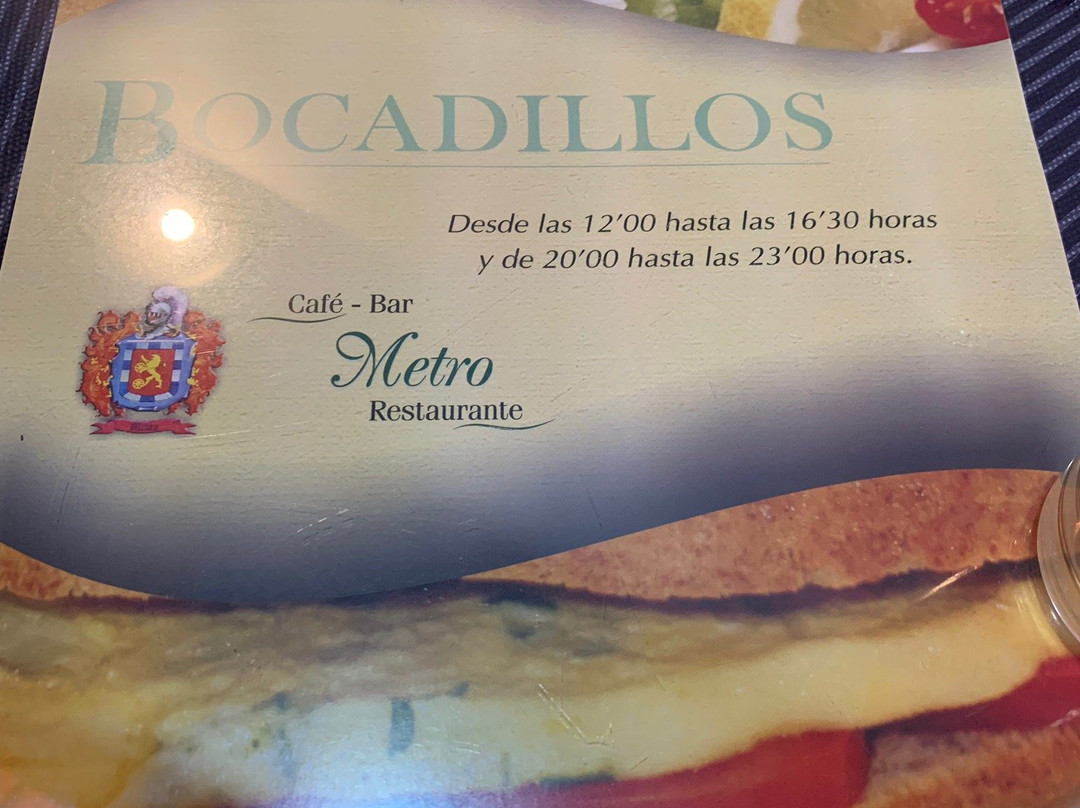 BOCADILLOS
Desde las 12'00 hasta las 16'30 horas
y de 20'00 hasta las 23'00 horas.
Café - Bar
Metro
Restaurante